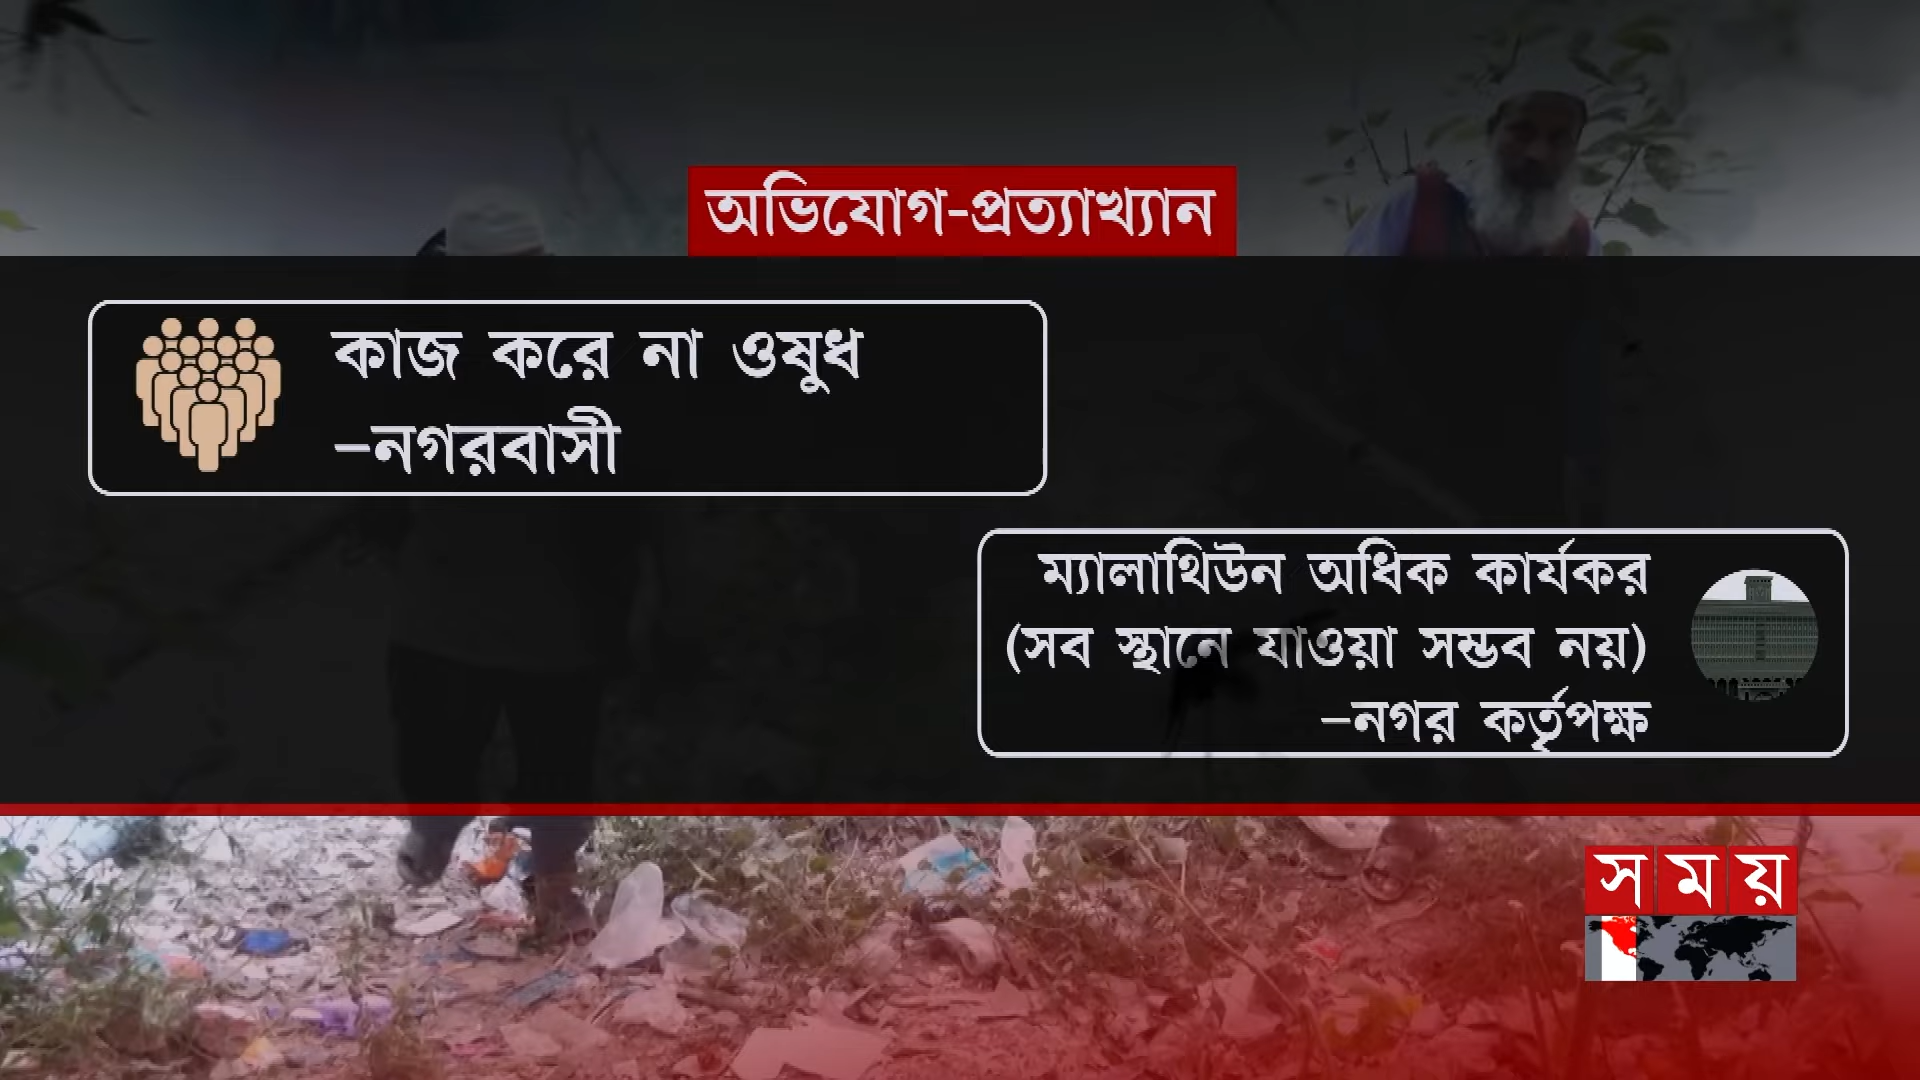 অভিযোগ-প্রত্যাখ্যান
কাজ করে না ওষুধ
–নগরবাসী
ম্যালাথিউন অধিক কার্যকর
(সব স্থানে যাওয়া সম্ভব নয়)
–নগর কর্তৃপক্ষ
সময়